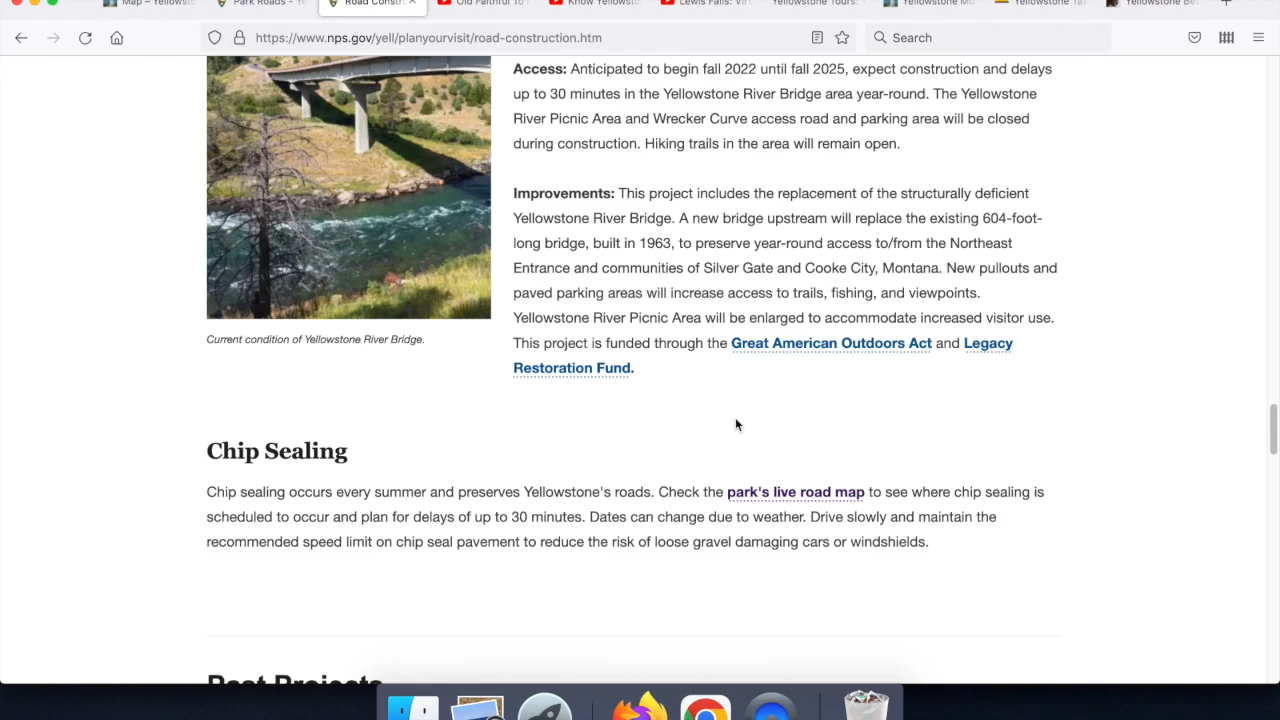 Map – Yellowst
Park Roads - Ye
Road Constr
Old Faithful To
Know Yellowsto
Lewis Falls: Virt
Yellowstone Tours:
Yellowstone
Yellowstone
https://www.nps.gov/yell/planyourvisit/road-construction.htm
Search
Access: Anticipated to begin fall 2022 until fall 2025, expect construction and delays
up to 30 minutes in the Yellowstone River Bridge area year-round. The Yellowstone
River Picnic Area and Wrecker Curve access road and parking area will be closed
during construction. Hiking trails in the area will remain open.
Improvements: This project includes the replacement of the structurally deficient
Yellowstone River Bridge. A new bridge upstream will replace the existing 604-foot-
long bridge, built in 1963, to preserve year-round access to/from the Northeast
Entrance and communities of Silver Gate and Cooke City, Montana. New pullouts and
paved parking areas will increase access to trails, fishing, and viewpoints.
Yellowstone River Picnic Area will be enlarged to accommodate increased visitor use.
This project is funded through the Great American Outdoors Act and Legacy
Restoration Fund.
Current condition of Yellowstone River Bridge.
Chip Sealing
Chip sealing occurs every summer and preserves Yellowstone's roads. Check the park's live road map to see where chip sealing is
scheduled to occur and plan for delays of up to 30 minutes. Dates can change due to weather. Drive slowly and maintain the
recommended speed limit on chip seal pavement to reduce the risk of loose gravel damaging cars or windshields.
Past Projects